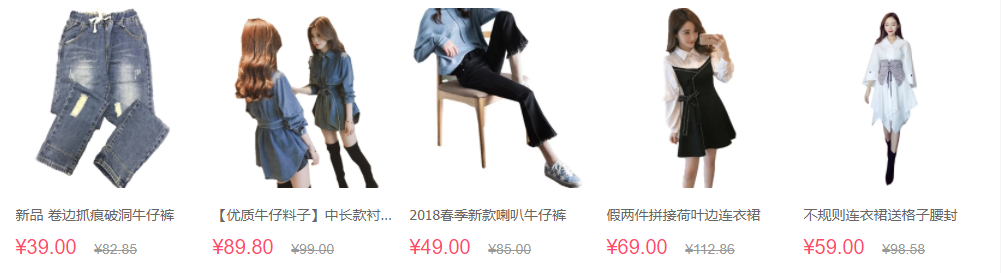 新品 卷边抓痕破洞牛仔裤
【优质牛仔料子】中长款衬...
2018春季新款喇叭牛仔裤
假两件拼接荷叶边连衣裙
不规则连衣裙送格子腰封
¥39.00 ¥82.85
¥89.80 ¥99.00
¥49.00 ¥85.00
¥69.00 ¥112.86
¥59.00 ¥98.58